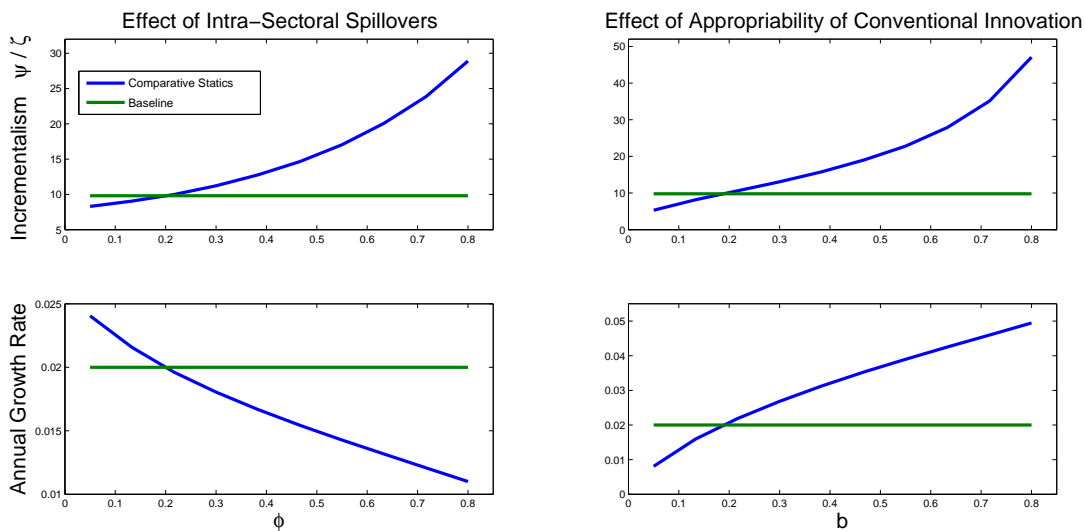 Effect of Intra−Sectoral Spillovers
Incrementalism ψ / ζ
30
25
20
15
10
5
Comparative Statics
Baseline
0 0.1 0.2 0.3 0.4 0.5 0.6 0.7 0.8
Effect of Appropriability of Conventional Innovation
50
40
30
20
10
0
0 0.1 0.2 0.3 0.4 0.5 0.6 0.7 0.8
Annual Growth Rate
0.025
0.02
0.015
0.01
0 0.1 0.2 0.3 0.4 0.5 0.6 0.7 0.8
ϕ
0.05
0.04
0.03
0.02
0.01
0
0 0.1 0.2 0.3 0.4 0.5 0.6 0.7 0.8
b